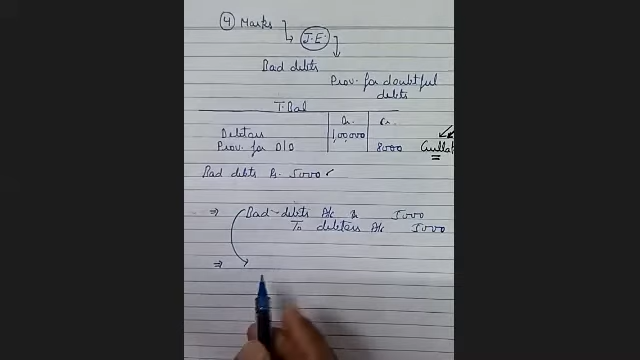 4 Marks
J.E.
Bad debts
Prov. for doubtful
debts
T. Bal
Dr. Cr.
Debtors 1,00,000
Prov. for D/D 8000
Bad debts Rs. 5000 ✓
⇒ Bad-debts A/c Dr 5000
To debtors A/c 5000
⇒